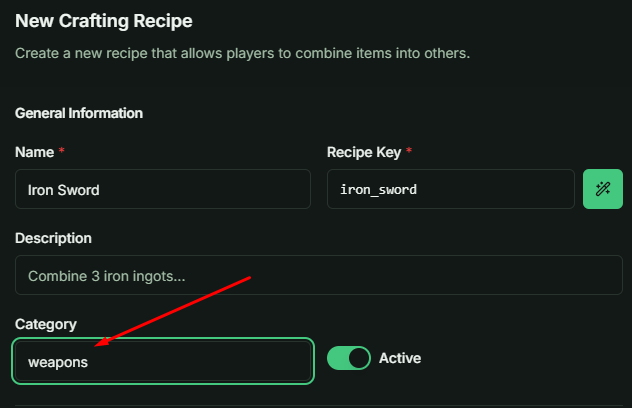 New Crafting Recipe
Create a new recipe that allows players to combine items into others.
General Information
Name *
Recipe Key *
Iron Sword
iron_sword
Description
Combine 3 iron ingots...
Category
weapons
Active